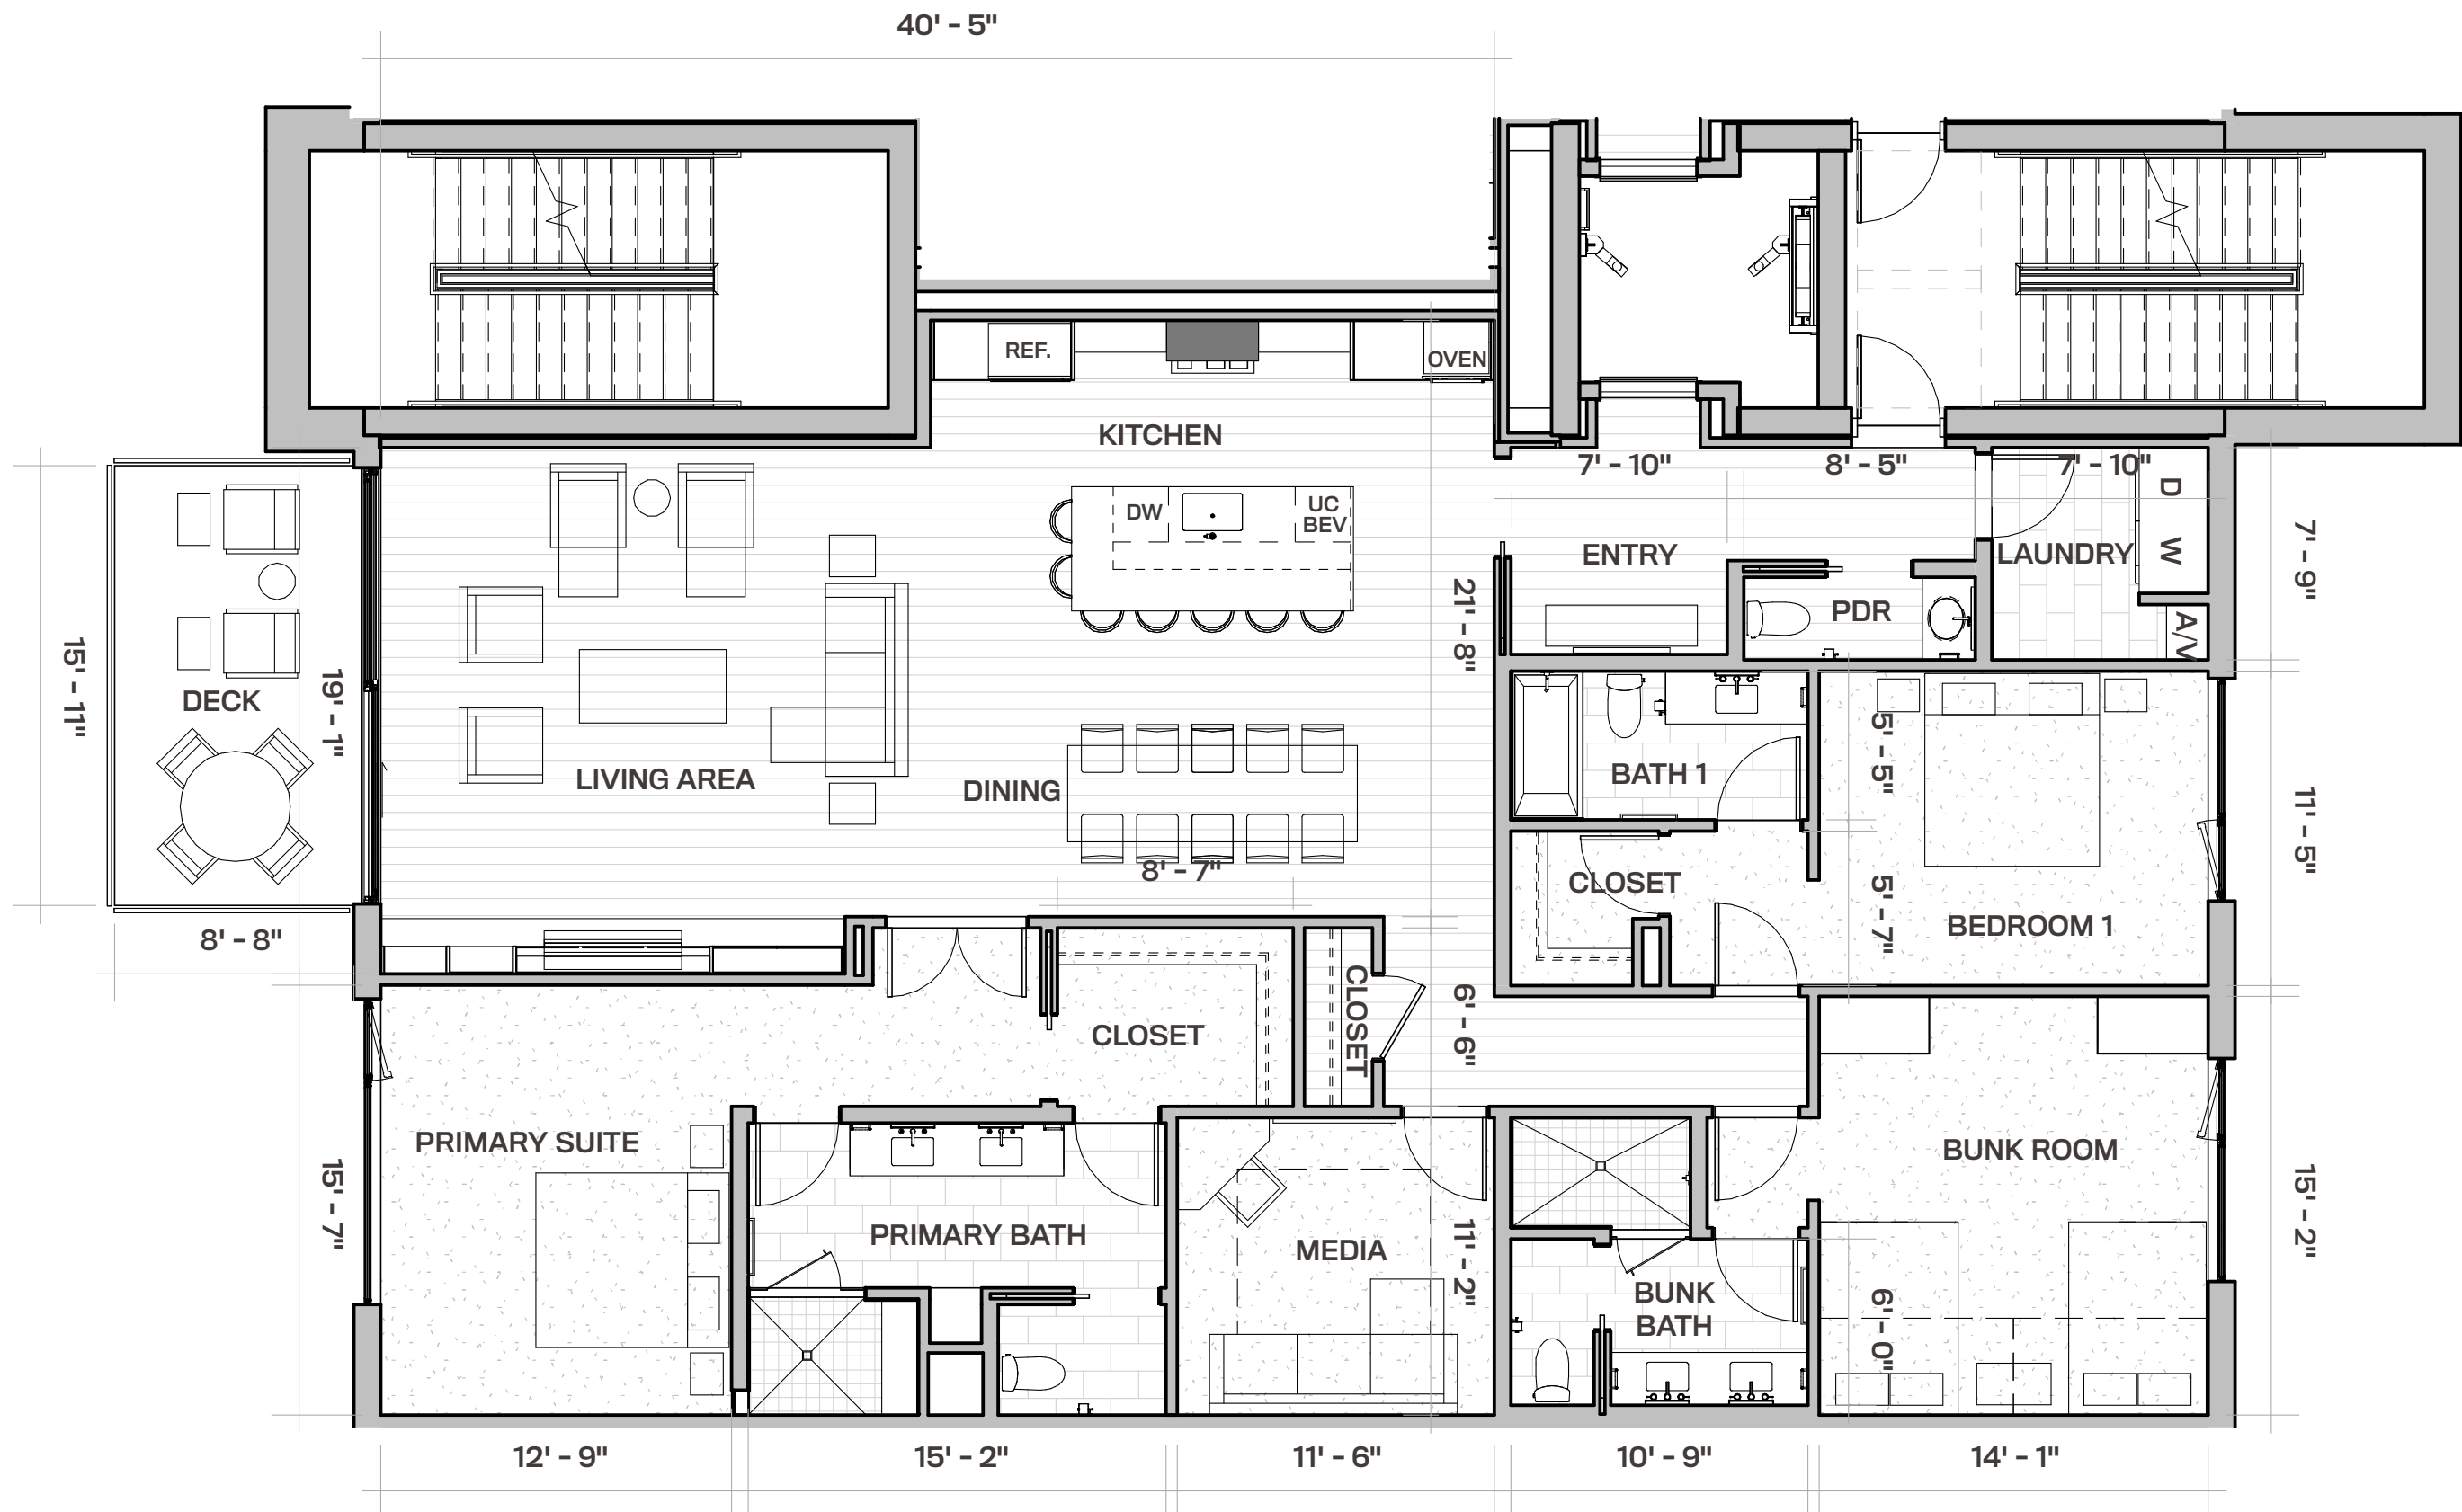 40' - 5"
REF.
OVEN
KITCHEN
7' - 10"
8' - 5"
7' - 10"
DW
UC
BEV
D
W
ENTRY
LAUNDRY
7' - 9"
PDR
A/V
21' - 8"
15' - 11"
DECK
19' - 1"
LIVING AREA
DINING
BATH 1
5' - 5"
11' - 5"
8' - 7"
CLOSET
5' - 7"
BEDROOM 1
8' - 8"
CLOSET
CLOSET
6' - 6"
PRIMARY SUITE
BUNK ROOM
15' - 7"
PRIMARY BATH
MEDIA
11' - 2"
15' - 2"
BUNK
BATH
6' - 0"
12' - 9"
15' - 2"
11' - 6"
10' - 9"
14' - 1"